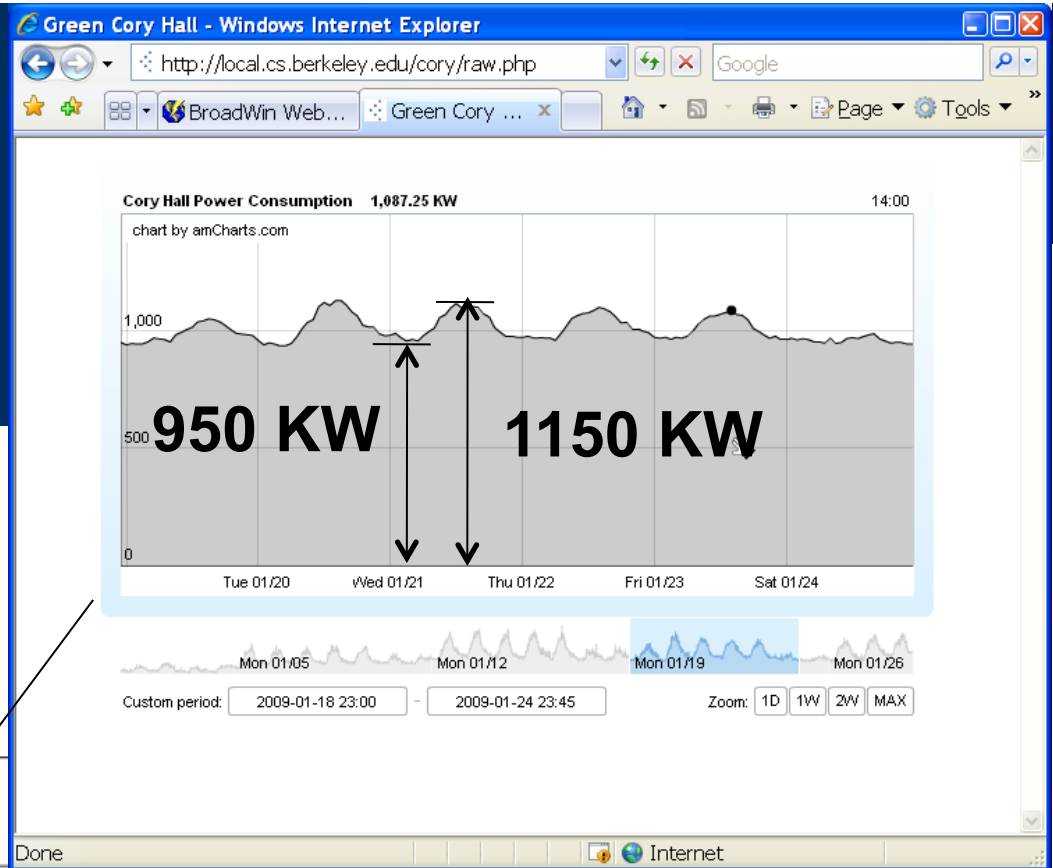 Green Cory Hall - Windows Internet Explorer
http://local.cs.berkeley.edu/cory/raw.php
Google
BroadWin Web...
Green Cory ... x
Page
Tools
»
Cory Hall Power Consumption 1,087.25 KW
14:00
chart by amCharts.com
1,000
950 KW
1150 KW
500
0
Tue 01/20
Wed 01/21
Thu 01/22
Fri 01/23
Sat 01/24
Mon 01/05
Mon 01/12
Mon 01/19
Mon 01/26
Custom period: 2009-01-18 23:00 - 2009-01-24 23:45
Zoom: 1D 1W 2W MAX
Done
Internet